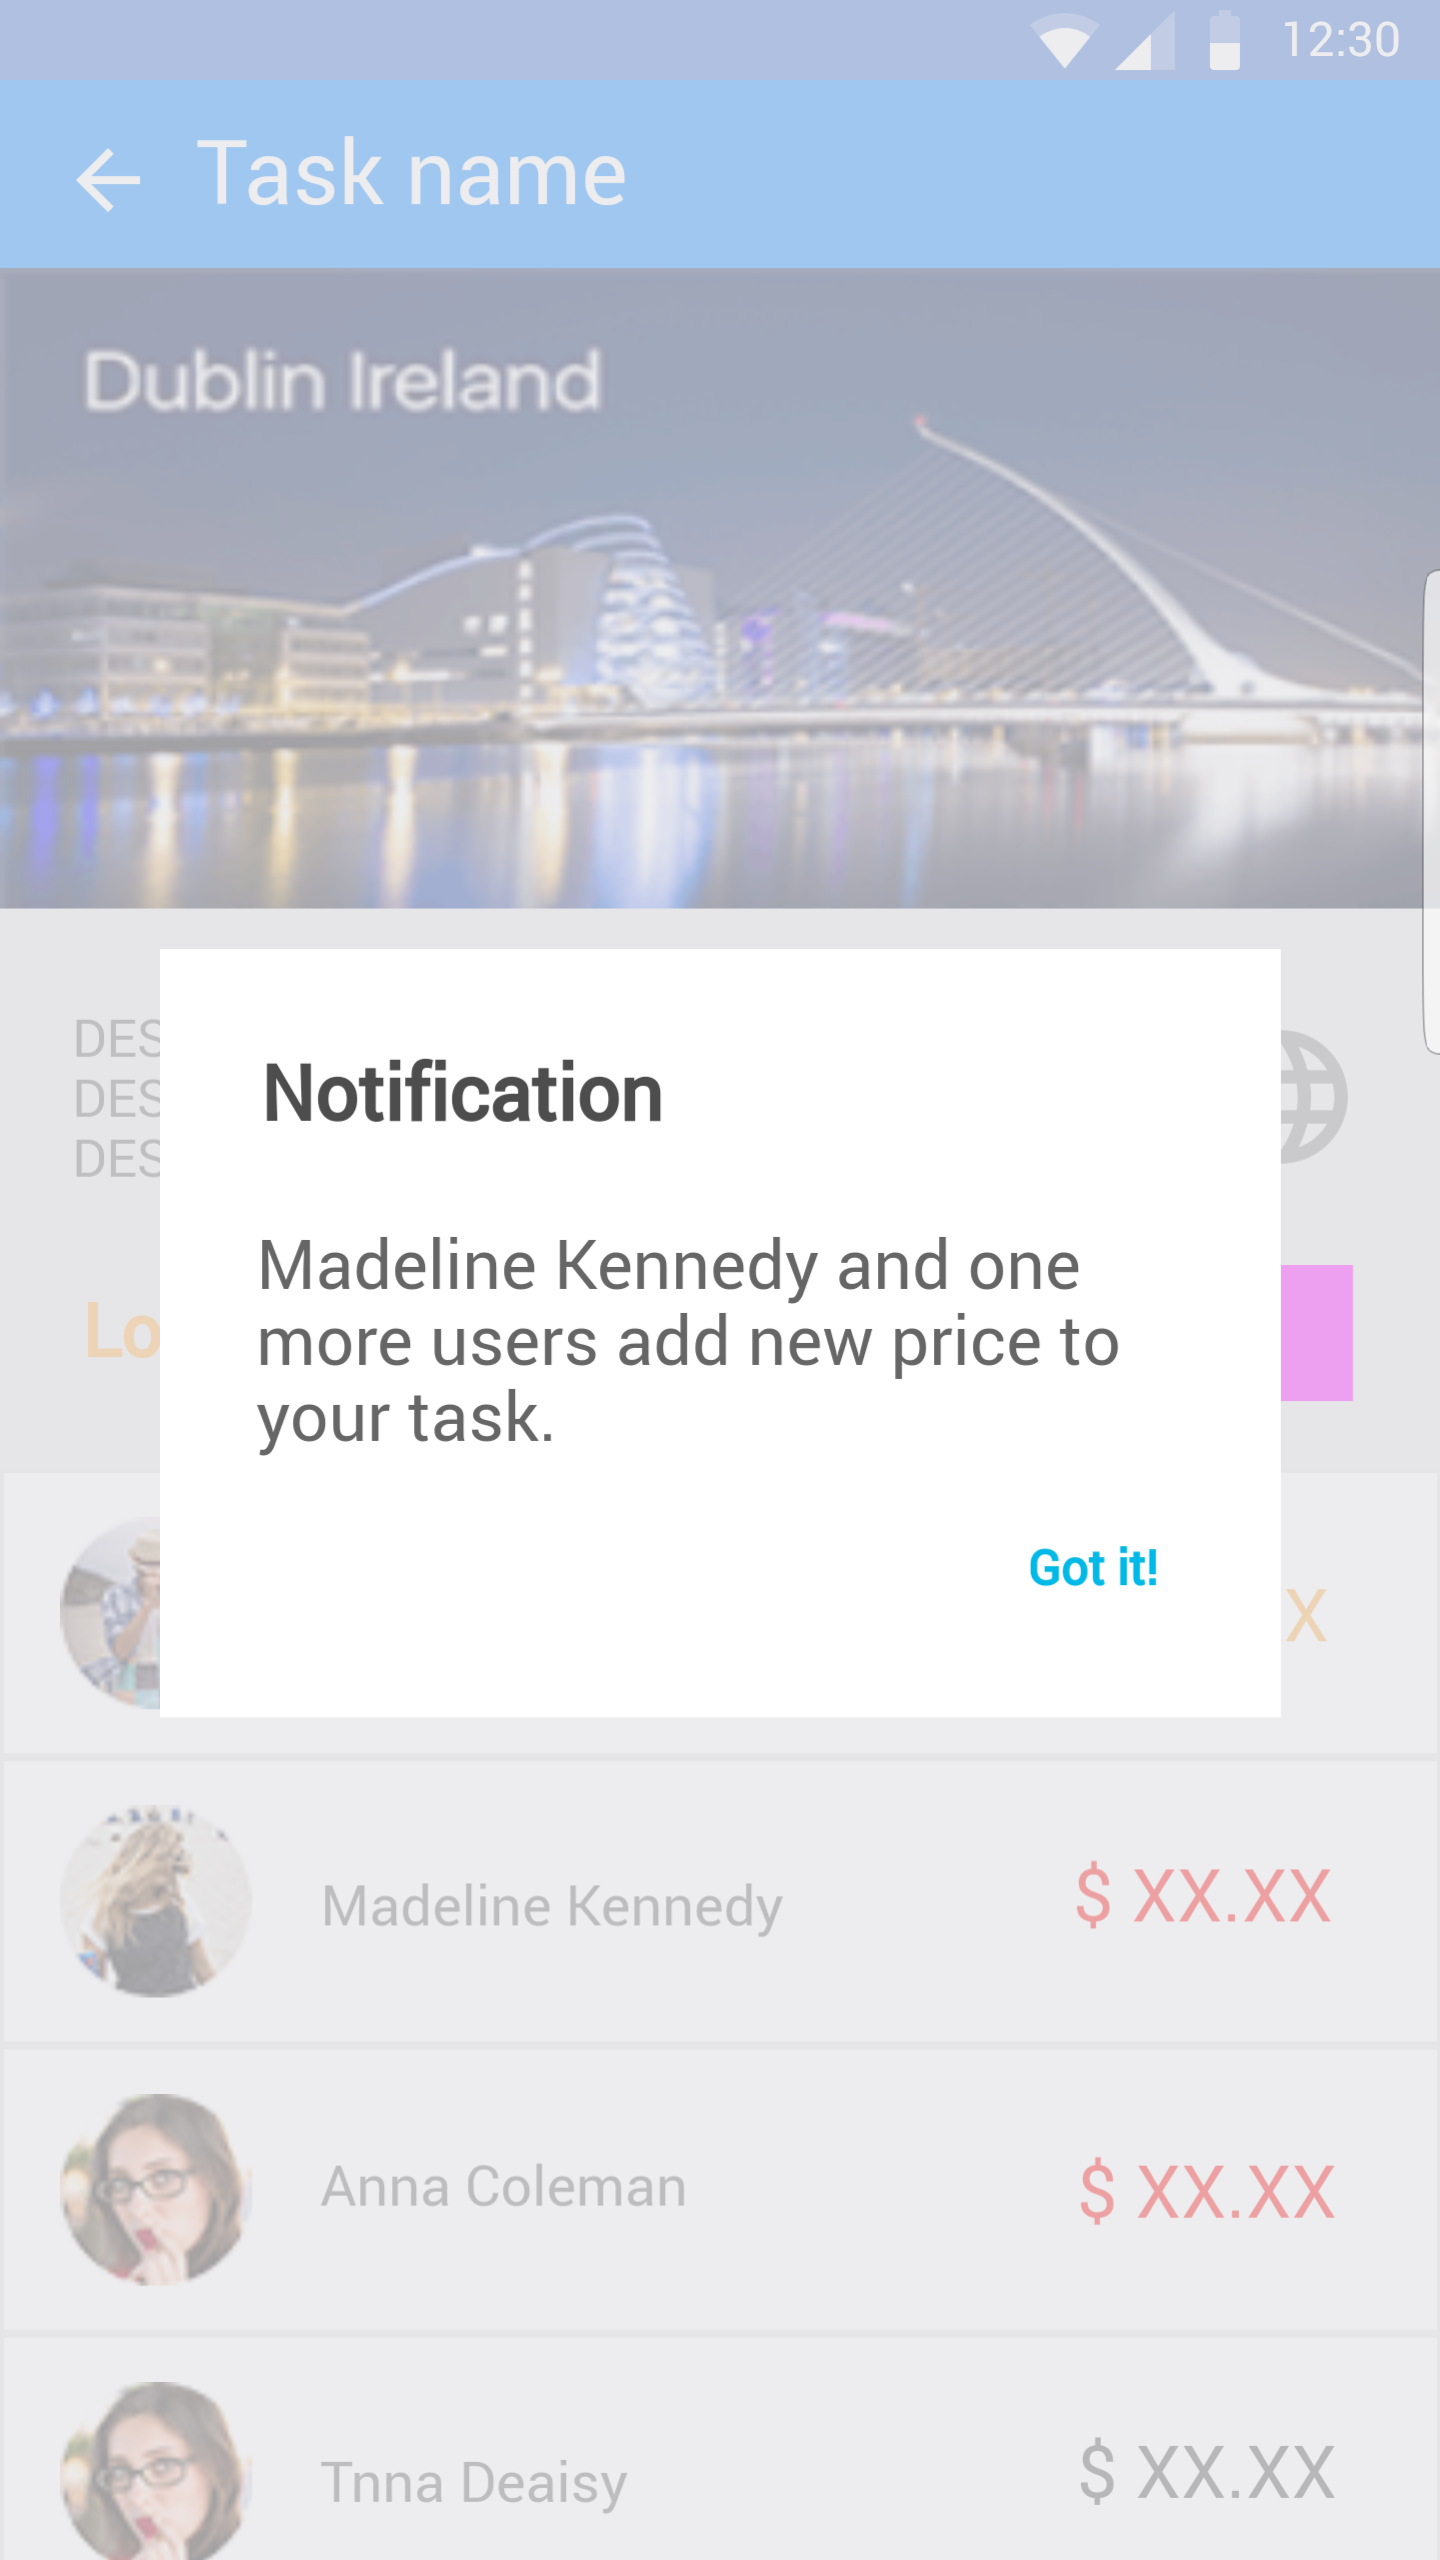 12:30
Task name
Dublin Ireland
DES
DES
DES
Notification
Madeline Kennedy and one
more users add new price to
your task.
Lo
Got it!
X
Madeline Kennedy
$ XX.XX
Anna Coleman
$ XX.XX
Tnna Deaisy
$ XX.XX